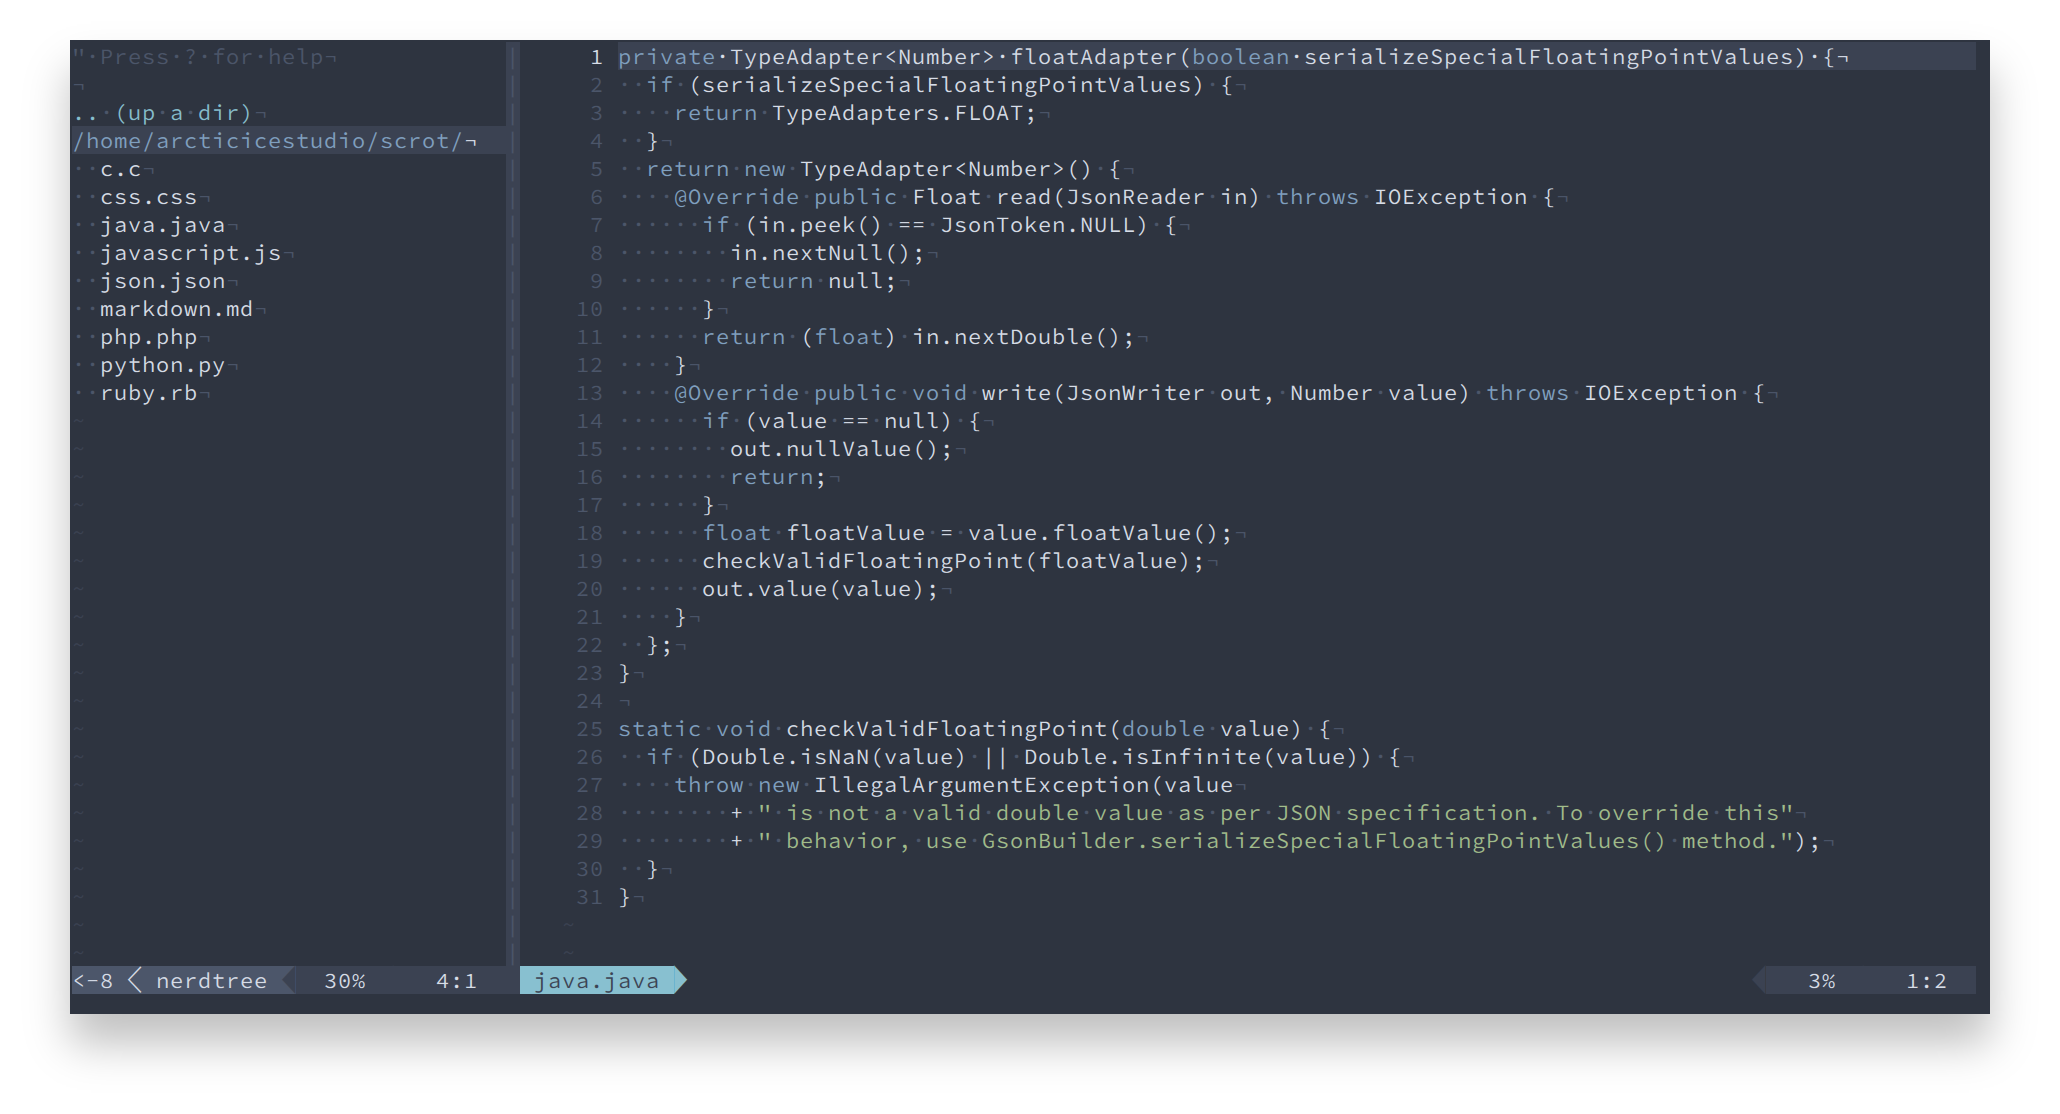 " Press ? for help¬
¬
.. (up a dir)¬
/home/arcticicestudio/scrot/¬
  c.c¬
  css.css¬
  java.java¬
  javascript.js¬
  json.json¬
  markdown.md¬
  php.php¬
  python.py¬
  ruby.rb¬
<-8 nerdtree 30% 4:1
1 private TypeAdapter<Number> floatAdapter(boolean serializeSpecialFloatingPointValues) {¬
2   if (serializeSpecialFloatingPointValues) {¬
3     return TypeAdapters.FLOAT;¬
4   }¬
5   return new TypeAdapter<Number>() {¬
6     @Override public Float read(JsonReader in) throws IOException {¬
7       if (in.peek() == JsonToken.NULL) {¬
8         in.nextNull();¬
9         return null;¬
10       }¬
11       return (float) in.nextDouble();¬
12     }¬
13     @Override public void write(JsonWriter out, Number value) throws IOException {¬
14       if (value == null) {¬
15         out.nullValue();¬
16         return;¬
17       }¬
18       float floatValue = value.floatValue();¬
19       checkValidFloatingPoint(floatValue);¬
20       out.value(value);¬
21     }¬
22   };¬
23 }¬
24 ¬
25 static void checkValidFloatingPoint(double value) {¬
26   if (Double.isNaN(value) || Double.isInfinite(value)) {¬
27     throw new IllegalArgumentException(value¬
28         + " is not a valid double value as per JSON specification. To override this"¬
29         + " behavior, use GsonBuilder.serializeSpecialFloatingPointValues() method.");¬
30   }¬
31 }¬
java.java 3% 1:2